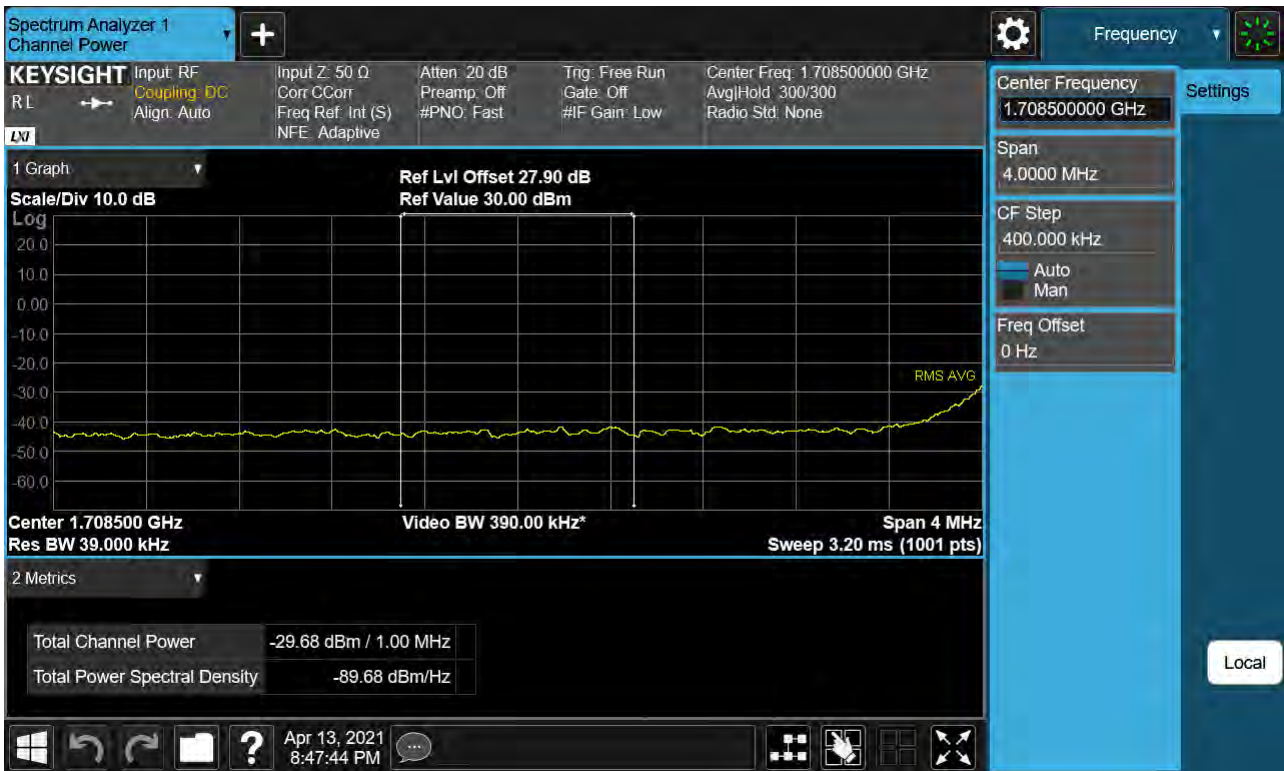 Spectrum Analyzer 1
Channel Power
+
Frequency
KEYSIGHT
R L
LXI
Input: RF
Coupling: DC
Align: Auto
Input Z: 50 Ω
Corr CCorr
Freq Ref: Int (S)
NFE: Adaptive
Atten: 20 dB
Preamp: Off
#PNO: Fast
Trig: Free Run
Gate: Off
#IF Gain: Low
Center Freq: 1.708500000 GHz
Avg|Hold: 300/300
Radio Std: None
Center Frequency
1.708500000 GHz
Settings
Span
4.0000 MHz
CF Step
400.000 kHz
Auto
Man
Freq Offset
0 Hz
1 Graph
Scale/Div 10.0 dB
Ref Lvl Offset 27.90 dB
Ref Value 30.00 dBm
Log
20.0
10.0
0.00
-10.0
-20.0
RMS AVG
-30.0
-40.0
-50.0
-60.0
Center 1.708500 GHz
Video BW 390.00 kHz*
Span 4 MHz
Res BW 39.000 kHz
Sweep 3.20 ms (1001 pts)
2 Metrics
Total Channel Power -29.68 dBm / 1.00 MHz
Total Power Spectral Density -89.68 dBm/Hz
Local
?
Apr 13, 2021
8:47:44 PM